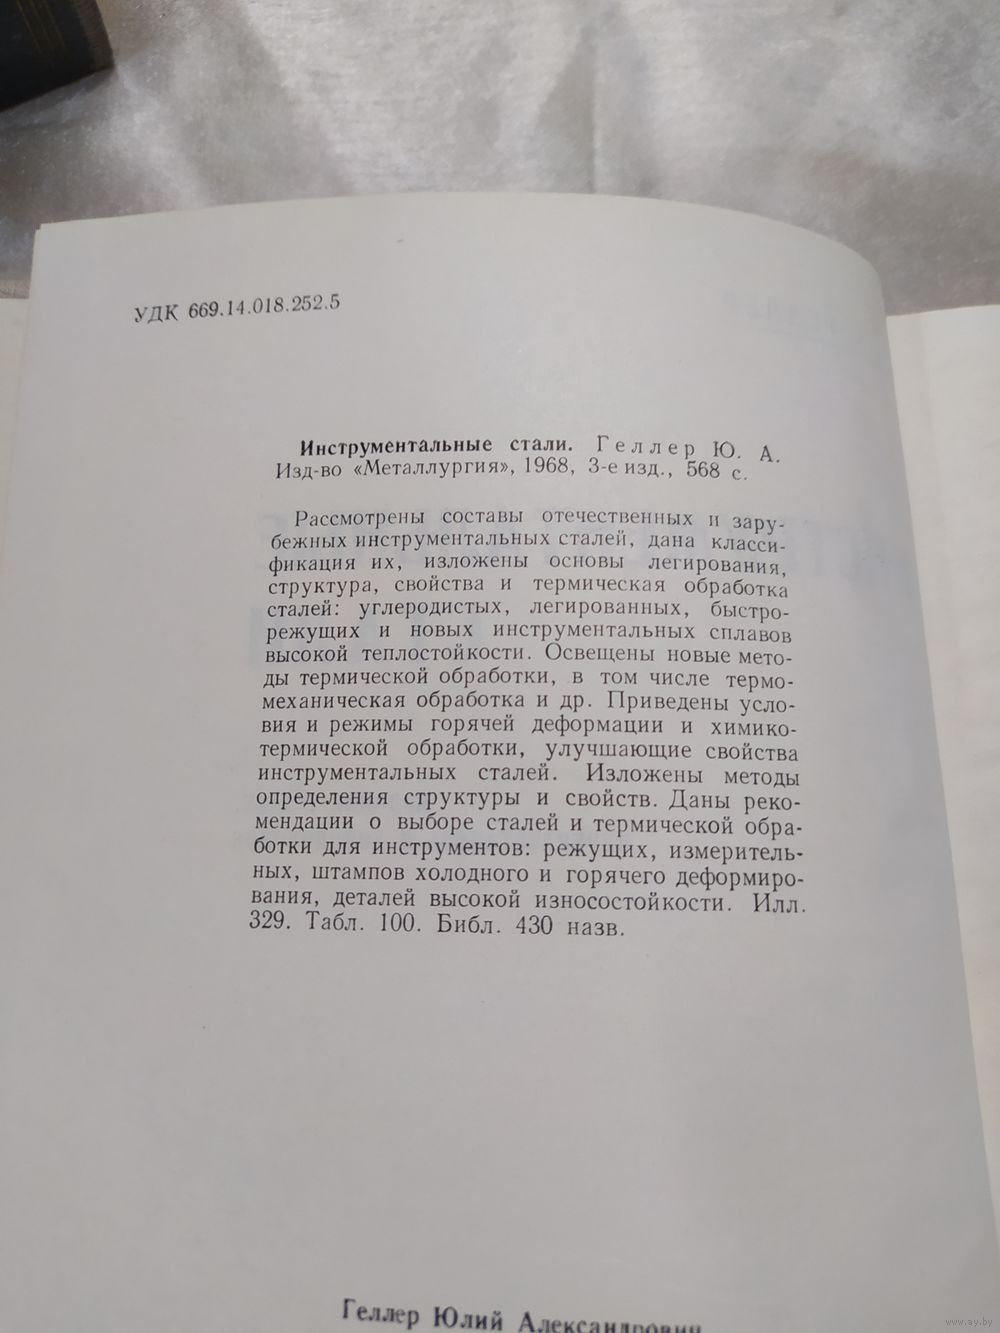 УДК 669.14.018.252.5
Инструментальные стали. Геллер Ю. А.
Изд-во «Металлургия», 1968, 3-е изд., 568 с.
Рассмотрены составы отечественных и зару-
бежных инструментальных сталей, дана класси-
фикация их, изложены основы легирования,
структура, свойства и термическая обработка
сталей: углеродистых, легированных, быстро-
режущих и новых инструментальных сплавов
высокой теплостойкости. Освещены новые мето-
ды термической обработки, в том числе термо-
механическая обработка и др. Приведены усло-
вия и режимы горячей деформации и химико-
термической обработки, улучшающие свойства
инструментальных сталей. Изложены методы
определения структуры и свойств. Даны реко-
мендации о выборе сталей и термической обра-
ботки для инструментов: режущих, измеритель-
ных, штампов холодного и горячего деформиро-
вания, деталей высокой износостойкости. Илл.
329. Табл. 100. Библ. 430 назв.
Геллер Юлий Александрович
www.ay.by